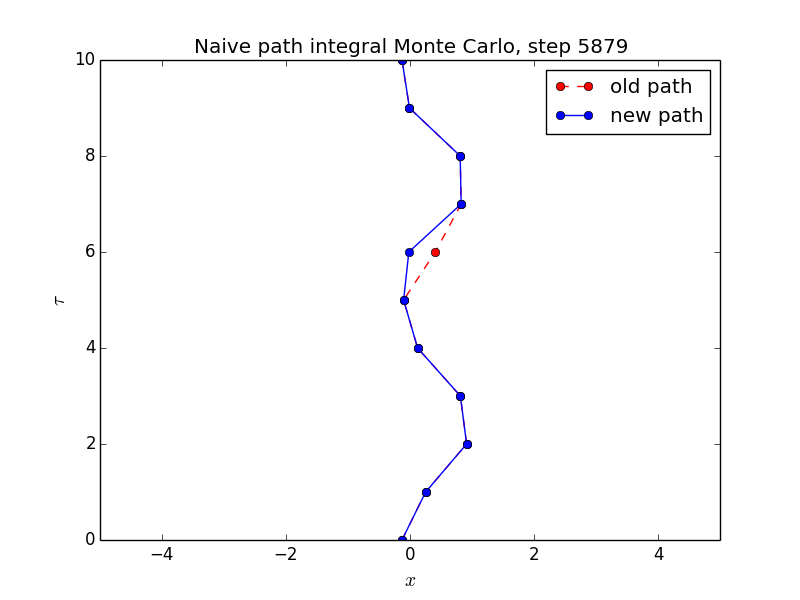 Naive path integral Monte Carlo, step 5879
old path
new path
10
8
6
4
2
0
τ
−4 −2 0 2 4
x